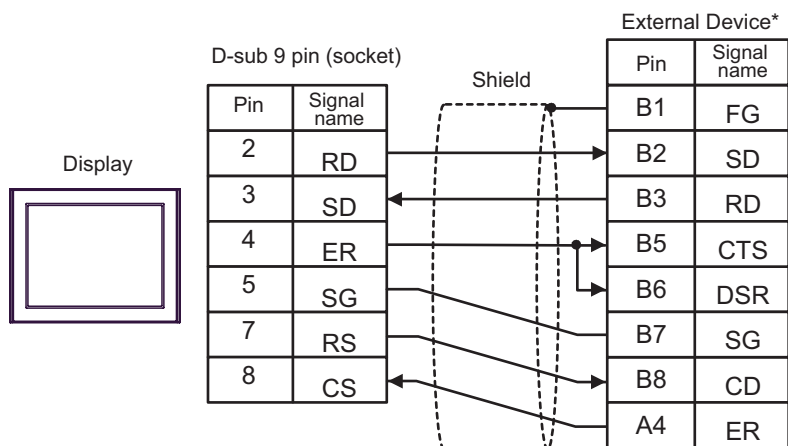 External Device*
D-sub 9 pin (socket)
Shield
Display
Pin Signal name
2 RD
3 SD
4 ER
5 SG
7 RS
8 CS
Pin Signal name
B1 FG
B2 SD
B3 RD
B5 CTS
B6 DSR
B7 SG
B8 CD
A4 ER